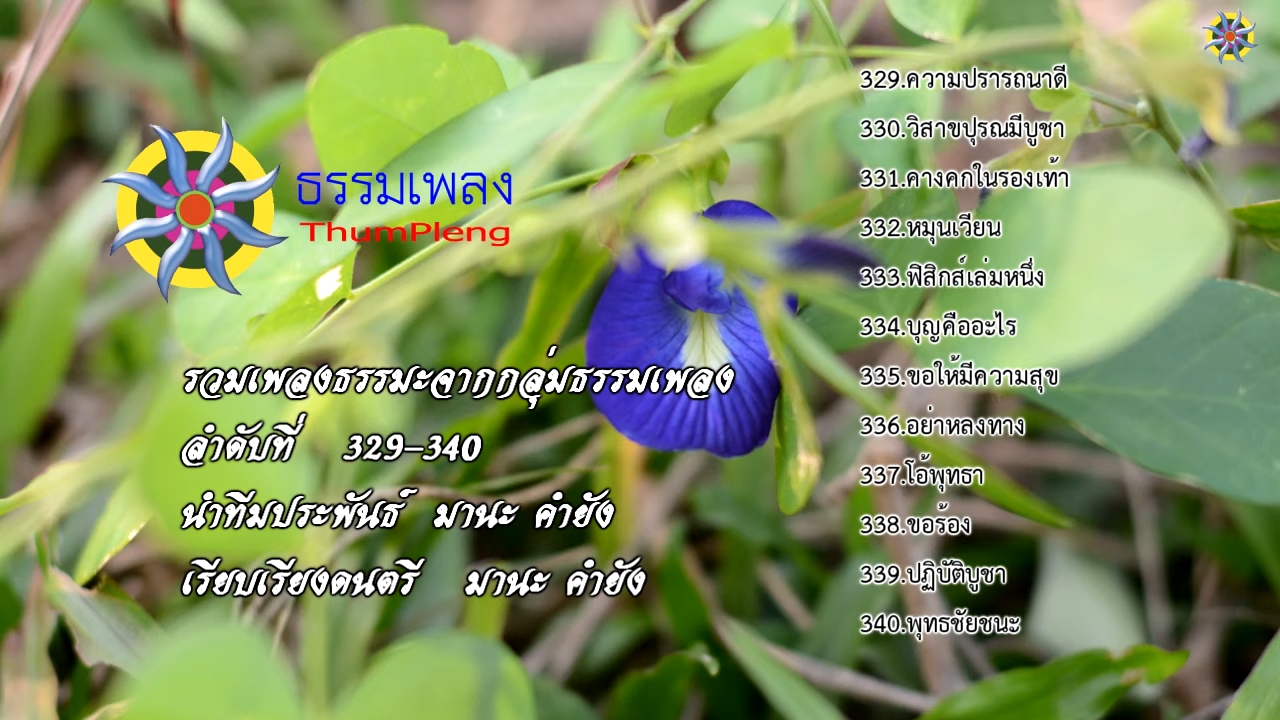 ธรรมเพลง
ThumPleng
รวมเพลงธรรมะจากกลุ่มธรรมเพลง
ลำดับที่ 329-340
นำทีมประพันธ์ มานะ คำยัง
เรียบเรียงดนตรี มานะ คำยัง
329.ความปรารถนาดี
330.วิสาขปุรณมีบูชา
331.คางคกในรองเท้า
332.หมุนเวียน
333.ฟิสิกส์เล่มหนึ่ง
334.บุญคืออะไร
335.ขอให้มีความสุข
336.อย่าหลงทาง
337.โอ้พุทธา
338.ขอร้อง
339.ปฏิบัติบูชา
340.พุทธชัยชนะ